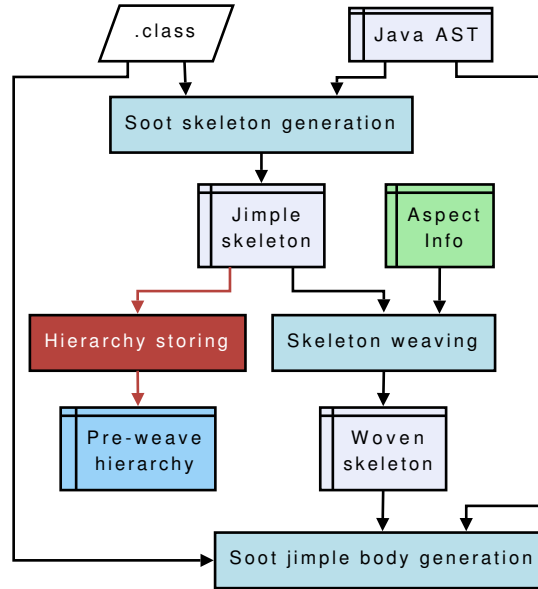 .class
Java AST
Soot skeleton generation
Jimple
skeleton
Aspect
Info
Hierarchy storing
Skeleton weaving
Pre-weave
hierarchy
Woven
skeleton
Soot jimple body generation